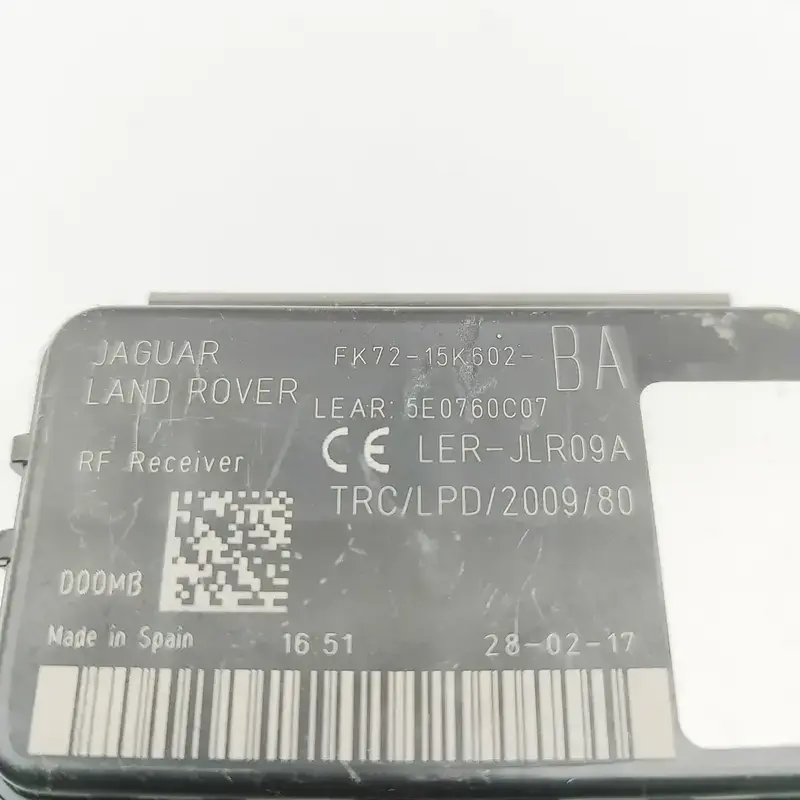 JAGUAR
LAND ROVER
FK72-15K602-BA
LEAR: 5E0760C07
CE LER-JLR09A
RF Receiver
TRC/LPD/2009/80
D00MB
Made in Spain 16:51 28-02-17